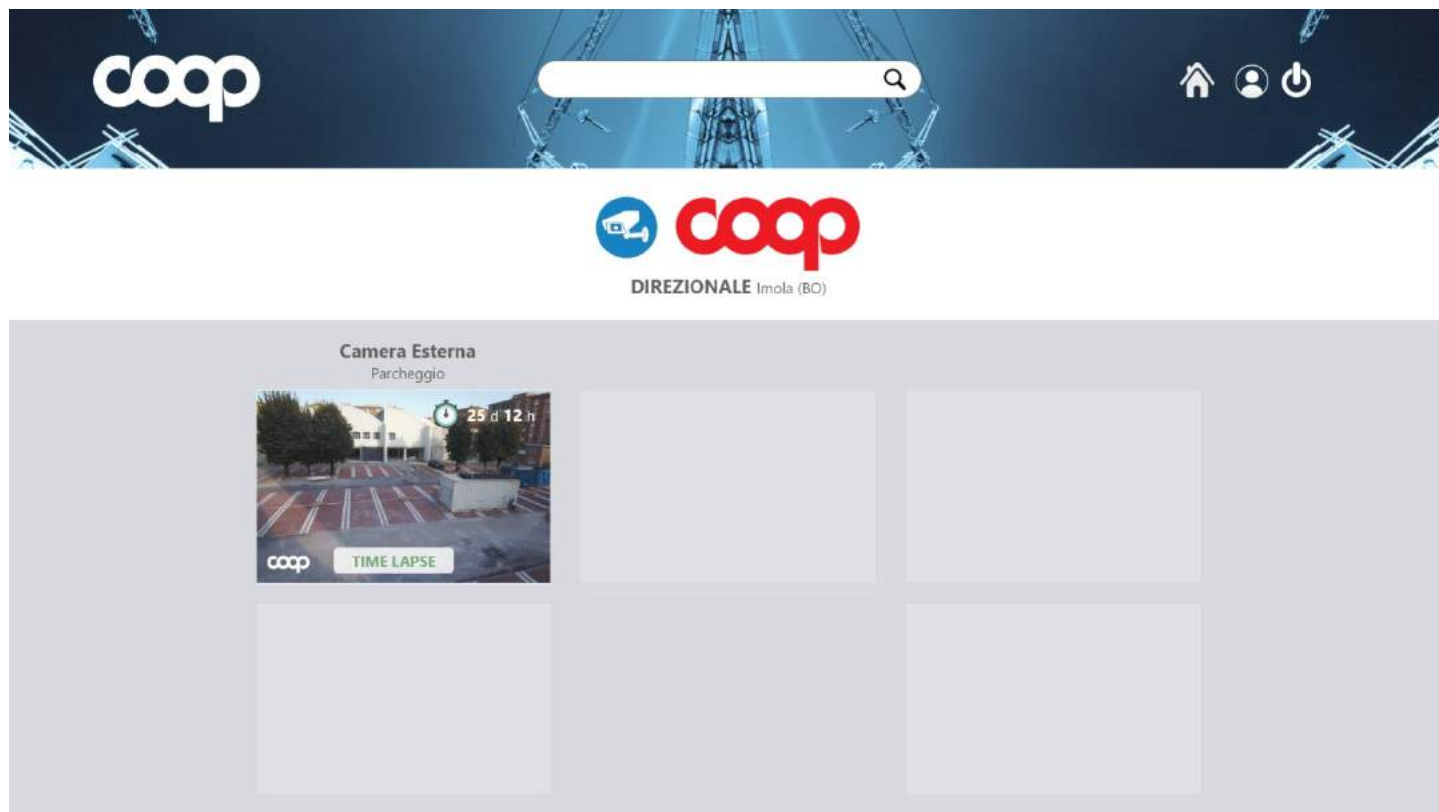 coop
coop
DIREZIONALE Imola (BO)
Camera Esterna
Parcheggio
25 d 12 h
coop TIME LAPSE